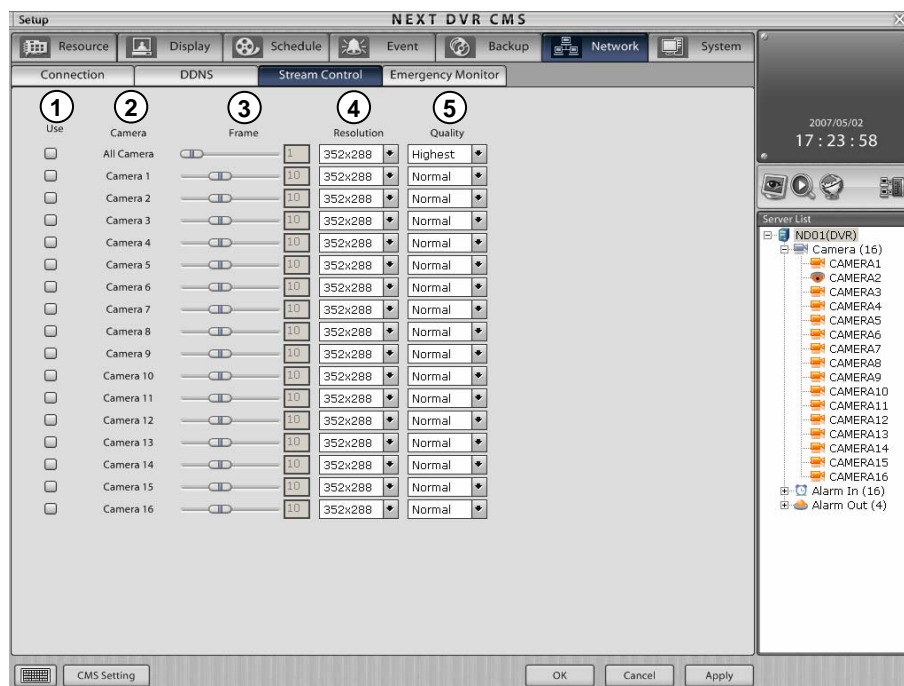 Setup NEXT DVR CMS
Resource Display Schedule Event Backup Network System
Connection DDNS Stream Control Emergency Monitor
1 2 3 4 5
Use Camera Frame Resolution Quality
All Camera 1 352x288 Highest
Camera 1 10 352x288 Normal
Camera 2 10 352x288 Normal
Camera 3 10 352x288 Normal
Camera 4 10 352x288 Normal
Camera 5 10 352x288 Normal
Camera 6 10 352x288 Normal
Camera 7 10 352x288 Normal
Camera 8 10 352x288 Normal
Camera 9 10 352x288 Normal
Camera 10 10 352x288 Normal
Camera 11 10 352x288 Normal
Camera 12 10 352x288 Normal
Camera 13 10 352x288 Normal
Camera 14 10 352x288 Normal
Camera 15 10 352x288 Normal
Camera 16 10 352x288 Normal
CMS Setting OK Cancel Apply
2007/05/02
17:23:58
Server List
ND01(DVR)
Camera (16)
CAMERA1
CAMERA2
CAMERA3
CAMERA4
CAMERA5
CAMERA6
CAMERA7
CAMERA8
CAMERA9
CAMERA10
CAMERA11
CAMERA12
CAMERA13
CAMERA14
CAMERA15
CAMERA16
Alarm In (16)
Alarm Out (4)